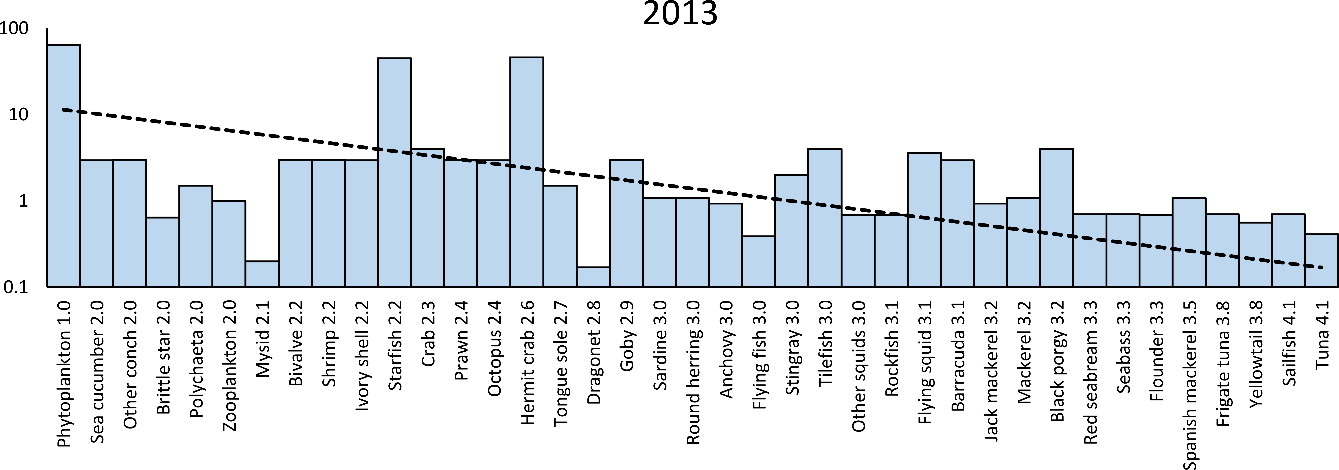 2013
100
10
1
0.1
Phytoplankton 1.0
Sea cucumber 2.0
Other conch 2.0
Brittle star 2.0
Polychaeta 2.0
Zooplankton 2.0
Mysid 2.1
Bivalve 2.2
Shrimp 2.2
Ivory shell 2.2
Starfish 2.2
Crab 2.3
Prawn 2.4
Octopus 2.4
Hermit crab 2.6
Tongue sole 2.7
Dragonet 2.8
Goby 2.9
Sardine 3.0
Round herring 3.0
Anchovy 3.0
Flying fish 3.0
Stingray 3.0
Tilefish 3.0
Other squids 3.0
Rockfish 3.1
Flying squid 3.1
Barracuda 3.1
Jack mackerel 3.2
Mackerel 3.2
Black porgy 3.2
Red seabream 3.3
Seabass 3.3
Flounder 3.3
Spanish mackerel 3.5
Frigate tuna 3.8
Yellowtail 3.8
Sailfish 4.1
Tuna 4.1